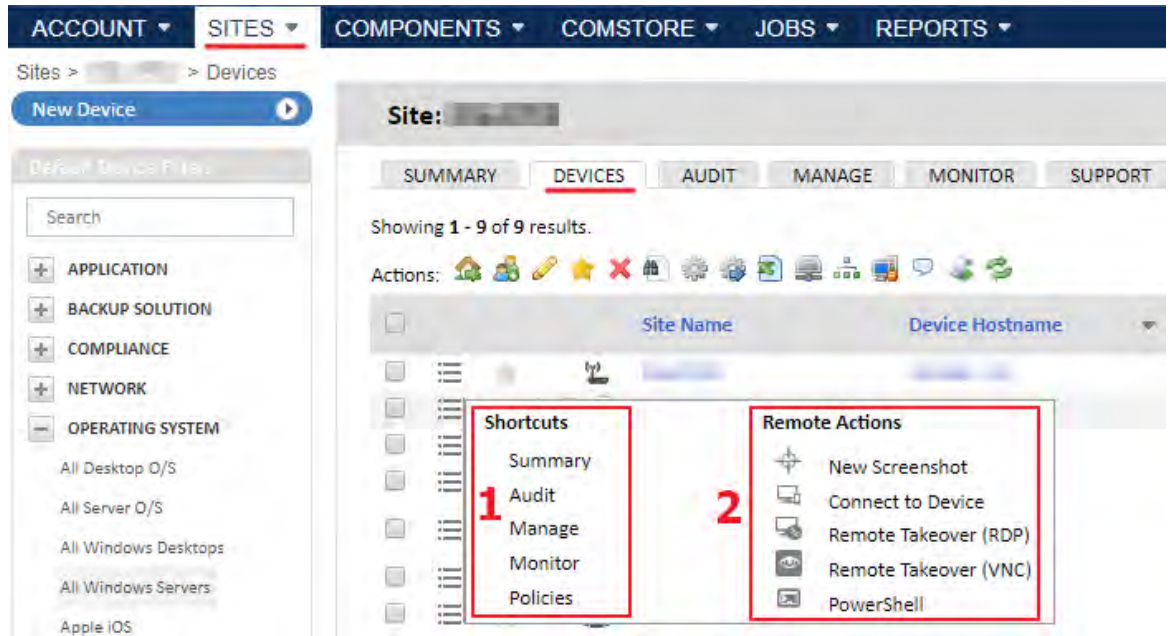 ACCOUNT SITES COMPONENTS COMSTORE JOBS REPORTS
Sites > > Devices
New Device
Site:
Default Device Filters
SUMMARY DEVICES AUDIT MANAGE MONITOR SUPPORT
Search
Showing 1 - 9 of 9 results.
Actions:
APPLICATION
BACKUP SOLUTION
COMPLIANCE
NETWORK
OPERATING SYSTEM
All Desktop O/S
All Server O/S
All Windows Desktops
All Windows Servers
Apple iOS
Site Name Device Hostname
Shortcuts
Summary
Audit
Manage
Monitor
Policies
1
Remote Actions
New Screenshot
Connect to Device
Remote Takeover (RDP)
Remote Takeover (VNC)
PowerShell
2